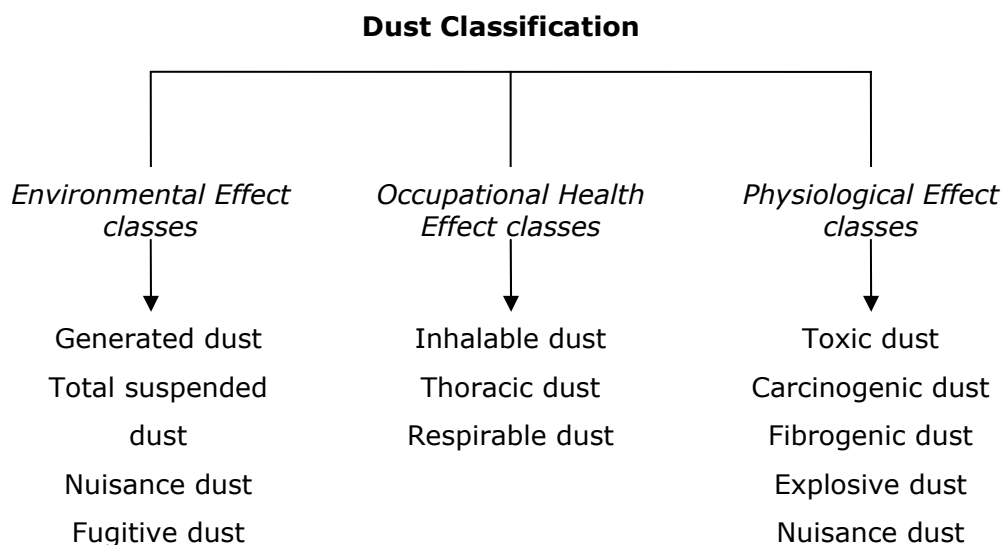 Dust Classification
Environmental Effect
classes
Occupational Health
Effect classes
Physiological Effect
classes
Generated dust
Total suspended
dust
Nuisance dust
Fugitive dust
Inhalable dust
Thoracic dust
Respirable dust
Toxic dust
Carcinogenic dust
Fibrogenic dust
Explosive dust
Nuisance dust